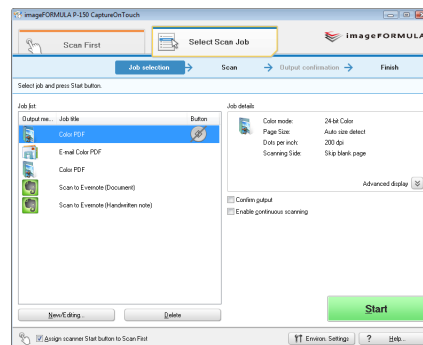 imageFORMULA P-150 CaptureOnTouch
Scan First
Select Scan Job
imageFORMULA
Job selection
Scan
Output confirmation
Finish
Select job and press Start button.
Job list
Job details
Output me... Job title Button
Color PDF
E-mail Color PDF
Color PDF
Scan to Evernote (Document)
Scan to Evernote (Handwritten note)
Color mode: 24-bit Color
Page Size: Auto size detect
Dots per inch: 200 dpi
Scanning Side: Skip blank page
Advanced display
Confirm output
Enable continuous scanning
New/Editing...
Delete
Start
Assign scanner Start button to Scan First
Environ. Settings
? Help...